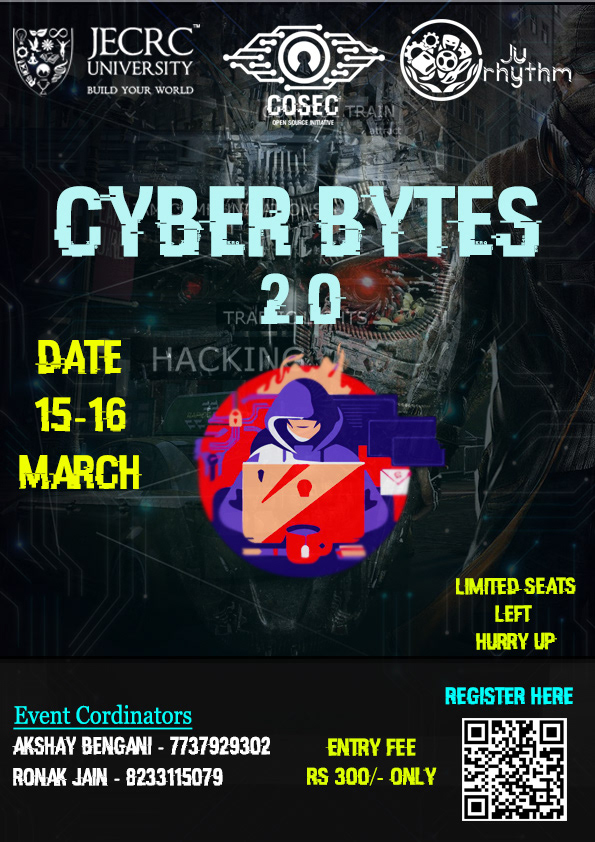 JECRC™
UNIVERSITY
BUILD YOUR WORLD
COSEC
OPEN SOURCE INITIATIVE
Ju
rhythm
TRAIN
attract
CYBER BYTES
2.0
HACKING
DATE
15-16
MARCH
LIMITED SEATS
LEFT
HURRY UP
REGISTER HERE
Event Cordinators
AKSHAY BENGANI - 7737929302
RONAK JAIN - 8233115079
ENTRY FEE
RS 300/- ONLY